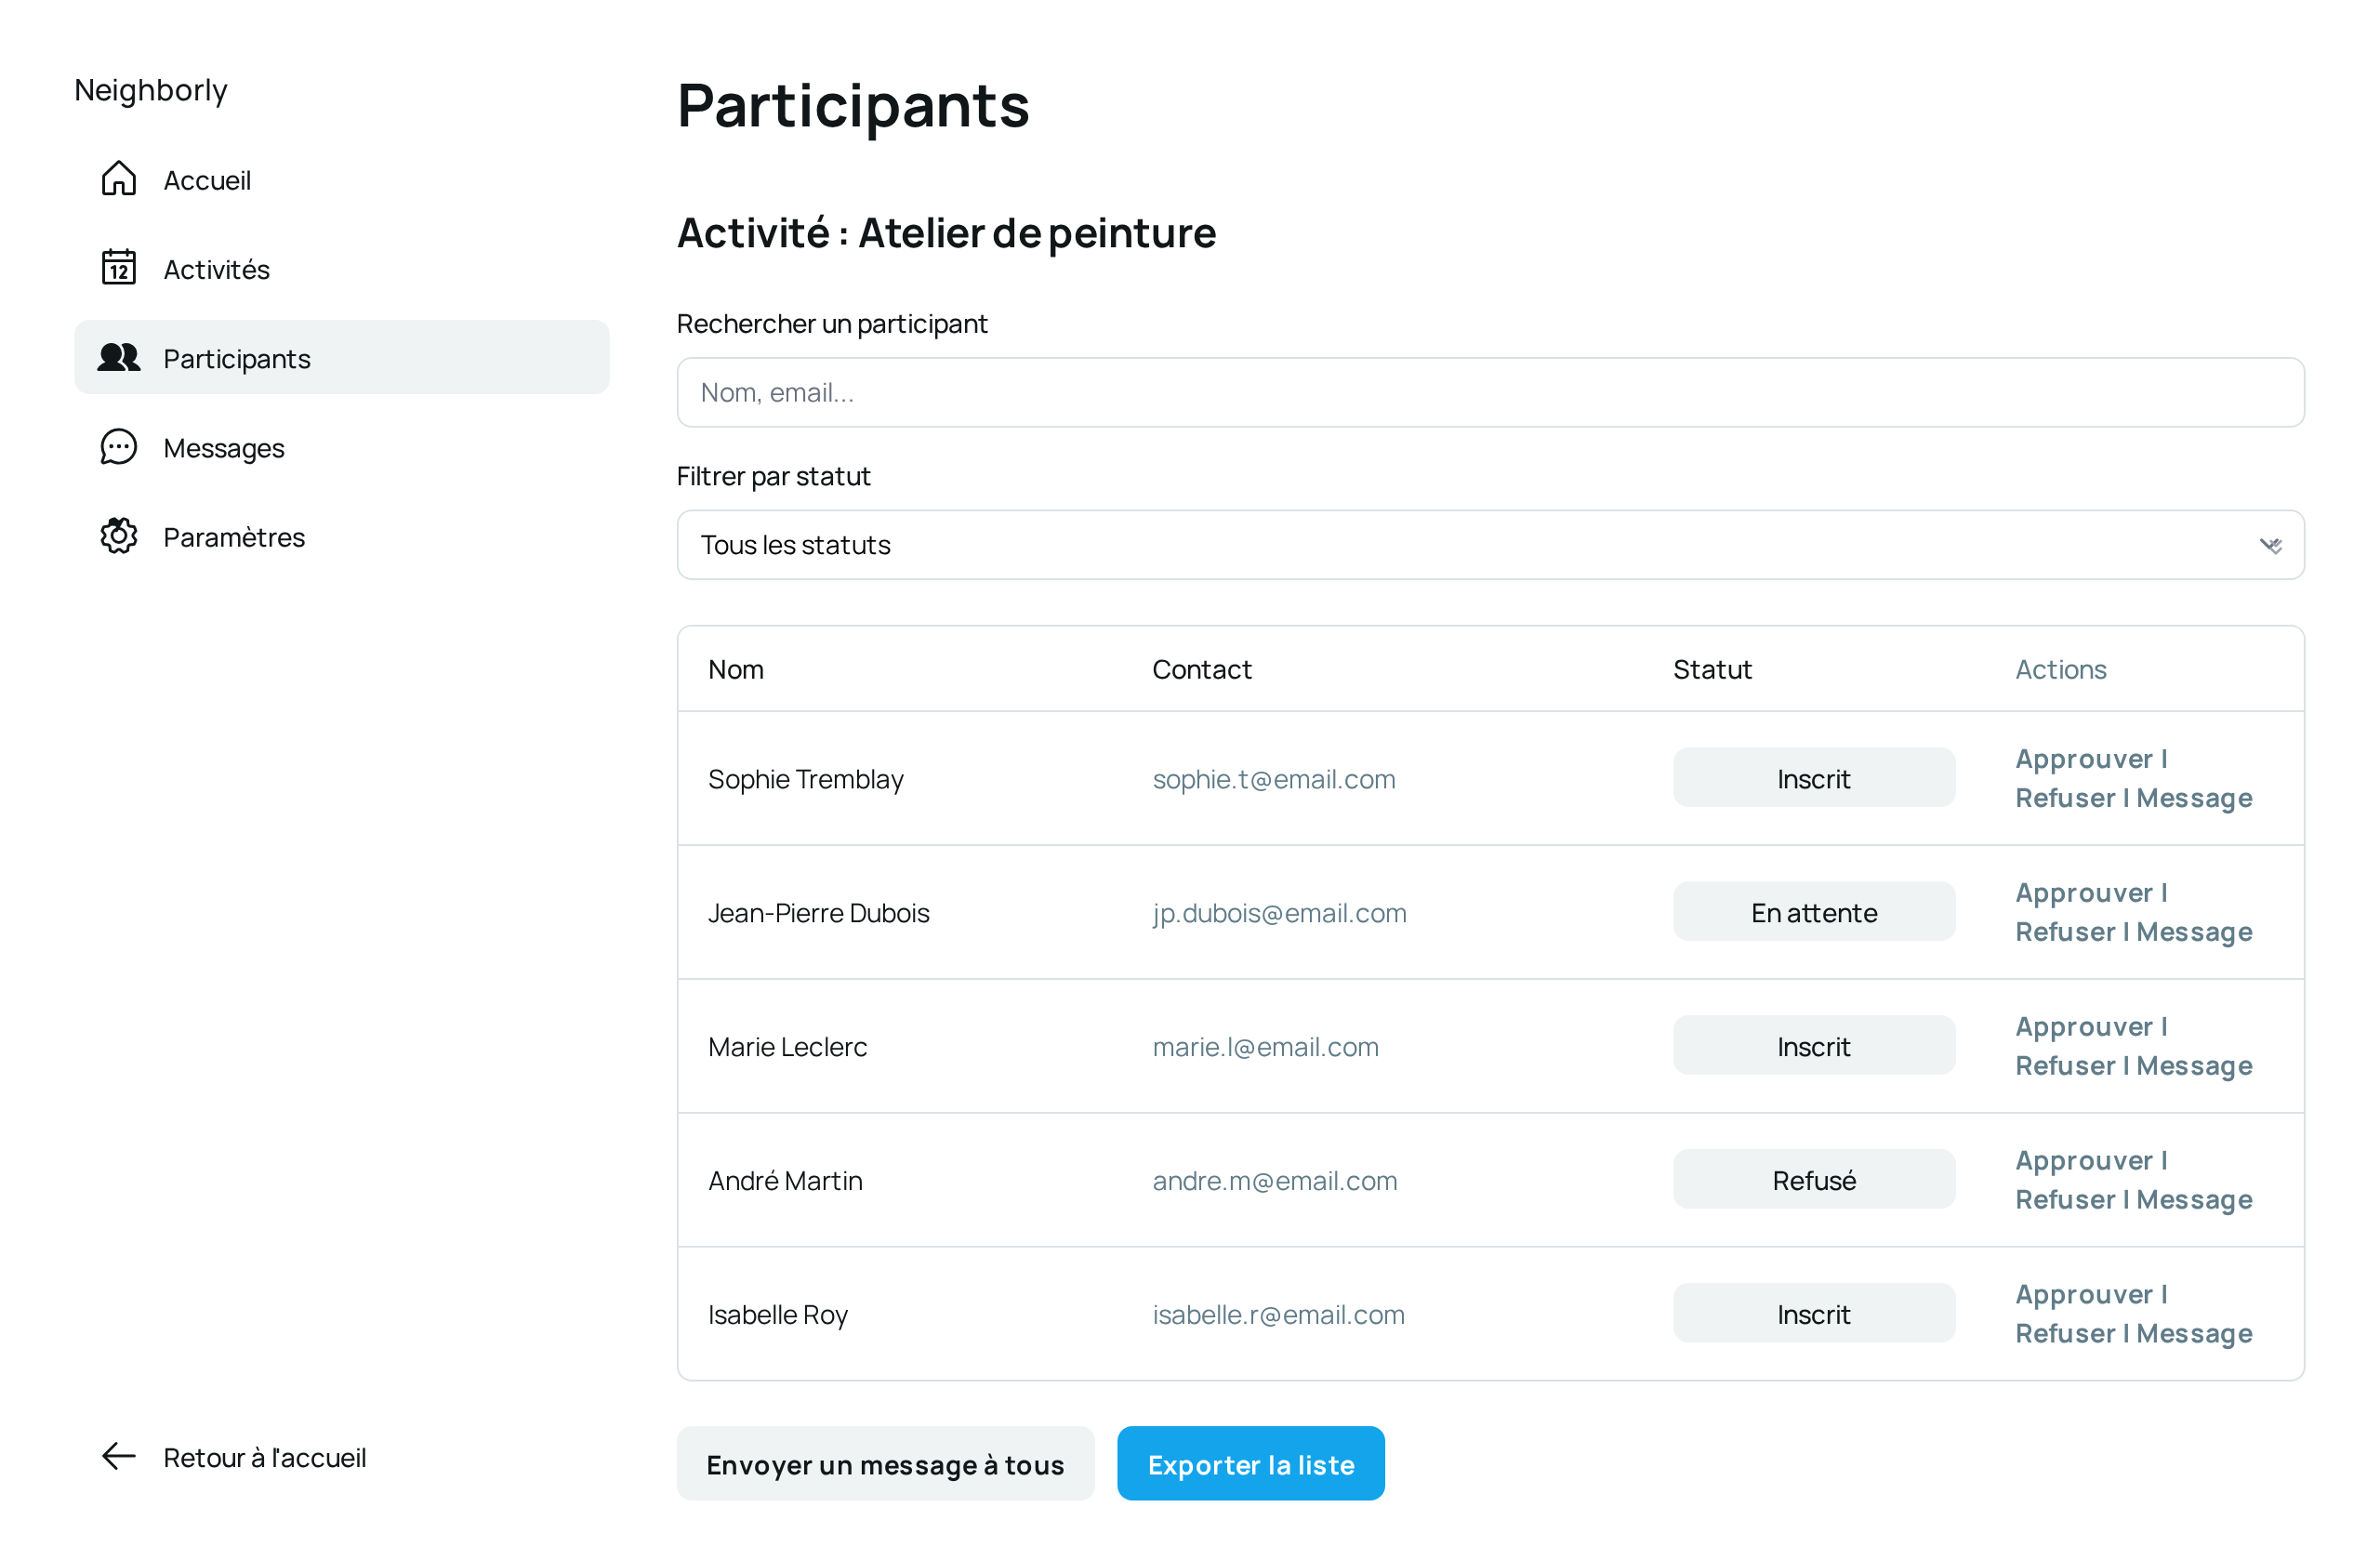 Neighborly
Accueil
12
Activités
Participants
Messages
Paramètres
Retour à l'accueil
Participants
Activité : Atelier de peinture
Rechercher un participant
Nom, email...
Filtrer par statut
Tous les statuts
Nom Contact Statut Actions
Sophie Tremblay sophie.t@email.com Inscrit Approuver |
Refuser | Message
Jean-Pierre Dubois jp.dubois@email.com En attente Approuver |
Refuser | Message
Marie Leclerc marie.l@email.com Inscrit Approuver |
Refuser | Message
André Martin andre.m@email.com Refusé Approuver |
Refuser | Message
Isabelle Roy isabelle.r@email.com Inscrit Approuver |
Refuser | Message
Envoyer un message à tous
Exporter la liste